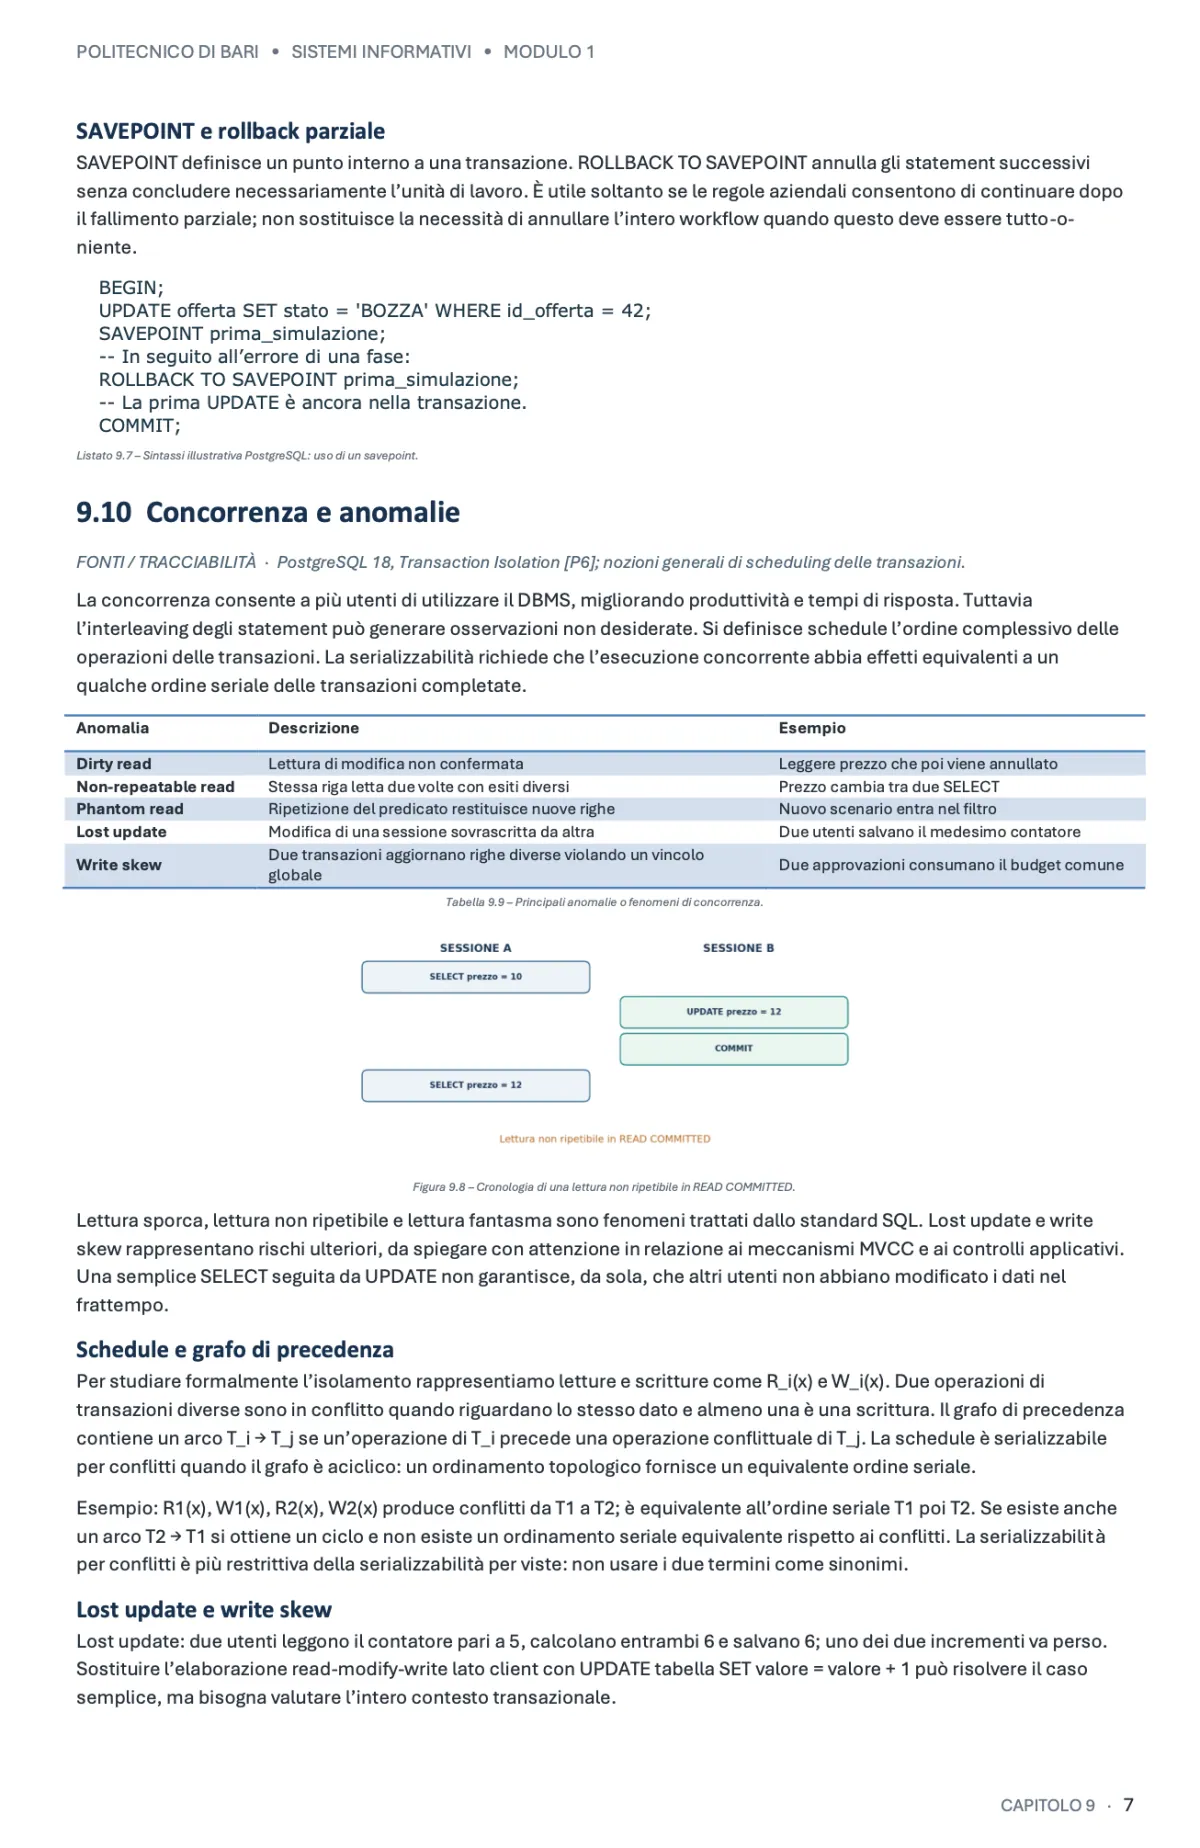 POLITECNICO DI BARI • SISTEMI INFORMATIVI • MODULO 1
SAVEPOINT e rollback parziale
SAVEPOINT definisce un punto interno a una transazione. ROLLBACK TO SAVEPOINT annulla gli statement successivi
senza concludere necessariamente l’unità di lavoro. È utile soltanto se le regole aziendali consentono di continuare dopo
il fallimento parziale; non sostituisce la necessità di annullare l’intero workflow quando questo deve essere tutto-o-
niente.
BEGIN;
UPDATE offerta SET stato = 'BOZZA' WHERE id_offerta = 42;
SAVEPOINT prima_simulazione;
-- In seguito all’errore di una fase:
ROLLBACK TO SAVEPOINT prima_simulazione;
-- La prima UPDATE è ancora nella transazione.
COMMIT;
Listato 9.7 – Sintassi illustrativa PostgreSQL: uso di un savepoint.
9.10 Concorrenza e anomalie
FONTI / TRACCIABILITÀ · PostgreSQL 18, Transaction Isolation [P6]; nozioni generali di scheduling delle transazioni.
La concorrenza consente a più utenti di utilizzare il DBMS, migliorando produttività e tempi di risposta. Tuttavia
l’interleaving degli statement può generare osservazioni non desiderate. Si definisce schedule l’ordine complessivo delle
operazioni delle transazioni. La serializzabilità richiede che l’esecuzione concorrente abbia effetti equivalenti a un
qualche ordine seriale delle transazioni completate.
Anomalia Descrizione Esempio
Dirty read Lettura di modifica non confermata Leggere prezzo che poi viene annullato
Non-repeatable read Stessa riga letta due volte con esiti diversi Prezzo cambia tra due SELECT
Phantom read Ripetizione del predicato restituisce nuove righe Nuovo scenario entra nel filtro
Lost update Modifica di una sessione sovrascritta da altra Due utenti salvano il medesimo contatore
Write skew Due transazioni aggiornano righe diverse violando un vincolo
globale Due approvazioni consumano il budget comune
Tabella 9.9 – Principali anomalie o fenomeni di concorrenza.
SESSIONE A SESSIONE B
SELECT prezzo = 10
UPDATE prezzo = 12
COMMIT
SELECT prezzo = 12
Lettura non ripetibile in READ COMMITTED
Figura 9.8 – Cronologia di una lettura non ripetibile in READ COMMITTED.
Lettura sporca, lettura non ripetibile e lettura fantasma sono fenomeni trattati dallo standard SQL. Lost update e write
skew rappresentano rischi ulteriori, da spiegare con attenzione in relazione ai meccanismi MVCC e ai controlli applicativi.
Una semplice SELECT seguita da UPDATE non garantisce, da sola, che altri utenti non abbiano modificato i dati nel
frattempo.
Schedule e grafo di precedenza
Per studiare formalmente l’isolamento rappresentiamo letture e scritture come R_i(x) e W_i(x). Due operazioni di
transazioni diverse sono in conflitto quando riguardano lo stesso dato e almeno una è una scrittura. Il grafo di precedenza
contiene un arco T_i → T_j se un’operazione di T_i precede una operazione conflittuale di T_j. La schedule è serializzabile
per conflitti quando il grafo è aciclico: un ordinamento topologico fornisce un equivalente ordine seriale.
Esempio: R1(x), W1(x), R2(x), W2(x) produce conflitti da T1 a T2; è equivalente all’ordine seriale T1 poi T2. Se esiste anche
un arco T2 → T1 si ottiene un ciclo e non esiste un ordinamento seriale equivalente rispetto ai conflitti. La serializzabilità
per conflitti è più restrittiva della serializzabilità per viste: non usare i due termini come sinonimi.
Lost update e write skew
Lost update: due utenti leggono il contatore pari a 5, calcolano entrambi 6 e salvano 6; uno dei due incrementi va perso.
Sostituire l’elaborazione read-modify-write lato client con UPDATE tabella SET valore = valore + 1 può risolvere il caso
semplice, ma bisogna valutare l’intero contesto transazionale.
CAPITOLO 9 · 7